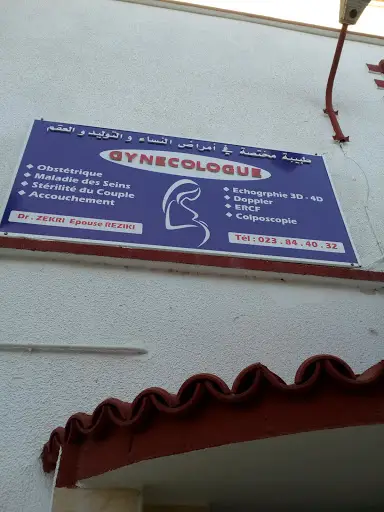 طبيبة مختصة في أمراض النساء و التوليد و العقم
GYNECOLOGUE
Obstétrique
Maladie des Seins
Stérilité du Couple
Accouchement
Echogrphie 3D - 4D
Doppler
ERCF
Colposcopie
Dr. ZEKRI Epouse REZIKI
Tél : 023. 84. 40. 32